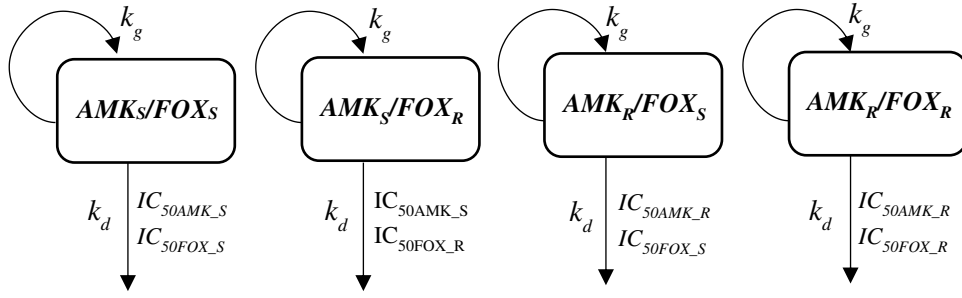 k_g k_g k_g k_g
AMK_S/FOX_S AMK_S/FOX_R AMK_R/FOX_S AMK_R/FOX_R
k_d IC_50AMK_S k_d IC_50AMK_S k_d IC_50AMK_R k_d IC_50AMK_R
IC_50FOX_S IC_50FOX_R IC_50FOX_S IC_50FOX_R